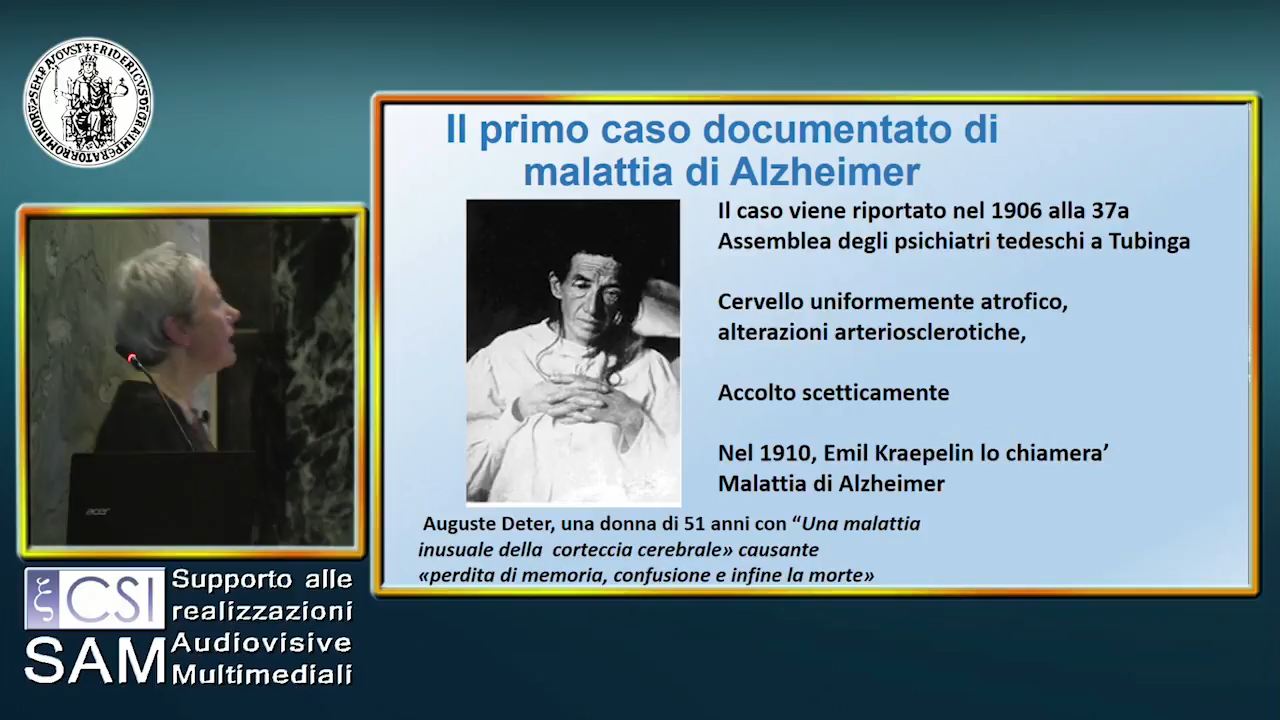 Il primo caso documentato di
malattia di Alzheimer
Il caso viene riportato nel 1906 alla 37a
Assemblea degli psichiatri tedeschi a Tubinga
Cervello uniformemente atrofico,
alterazioni arteriosclerotiche,
Accolto scetticamente
Nel 1910, Emil Kraepelin lo chiamera’
Malattia di Alzheimer
Auguste Deter, una donna di 51 anni con “Una malattia
inusuale della corteccia cerebrale» causante
«perdita di memoria, confusione e infine la morte»
acer
ξ CSI
SAM
Supporto alle
realizzazioni
Audiovisive
Multimediali